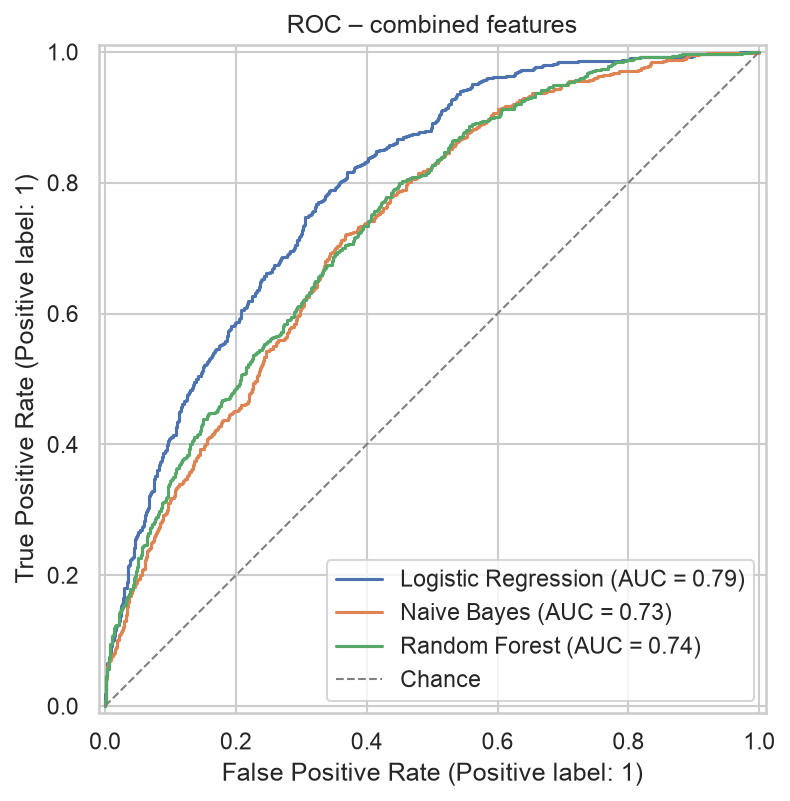 ROC – combined features
True Positive Rate (Positive label: 1)
1.0
0.8
0.6
0.4
0.2
0.0
Logistic Regression (AUC = 0.79)
Naive Bayes (AUC = 0.73)
Random Forest (AUC = 0.74)
Chance
0.0 0.2 0.4 0.6 0.8 1.0
False Positive Rate (Positive label: 1)